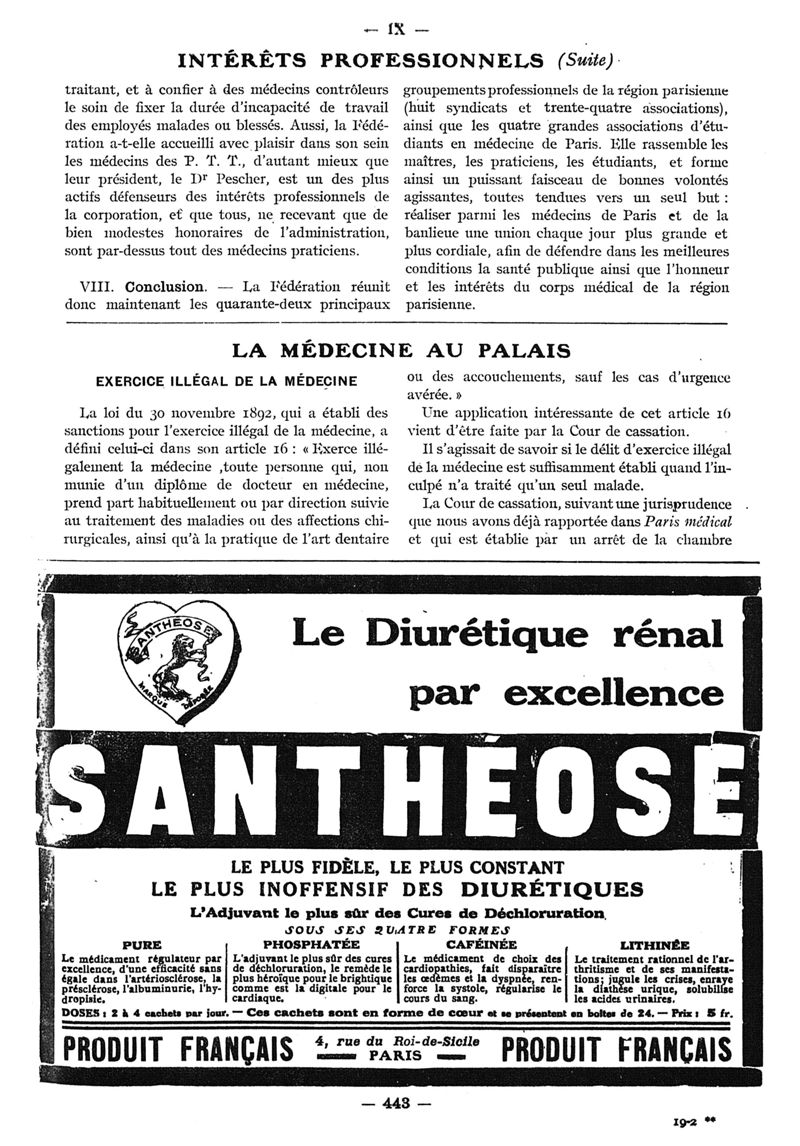 — IX —
INTÉRÊTS PROFESSIONNELS (Suite)
traitant, et à confier à des médecins contrôleurs
le soin de fixer la durée d'incapacité de travail
des employés malades ou blessés. Aussi, la Fédé-
ration a-t-elle accueilli avec plaisir dans son sein
les médecins des P. T. T., d'autant mieux que
leur président, le Dr Pescher, est un des plus
actifs défenseurs des intérêts professionnels de
la corporation, et que tous, ne recevant que de
bien modestes honoraires de l'administration,
sont par-dessus tout des médecins praticiens.
VIII. Conclusion. — La Fédération réunit
donc maintenant les quarante-deux principaux
groupements professionnels de la région parisienne
(huit syndicats et trente-quatre associations),
ainsi que les quatre grandes associations d'étu-
diants en médecine de Paris. Elle rassemble les
maîtres, les praticiens, les étudiants, et forme
ainsi un puissant faisceau de bonnes volontés
agissantes, toutes tendues vers un seul but :
réaliser parmi les médecins de Paris et de la
banlieue une union chaque jour plus grande et
plus cordiale, afin de défendre dans les meilleures
conditions la santé publique ainsi que l'honneur
et les intérêts du corps médical de la région
parisienne.
LA MÉDECINE AU PALAIS
EXERCICE ILLÉGAL DE LA MÉDECINE
La loi du 30 novembre 1892, qui a établi des
sanctions pour l'exercice illégal de la médecine, a
défini celui-ci dans son article 16 : « Exerce illé-
galement la médecine ,toute personne qui, non
munie d'un diplôme de docteur en médecine,
prend part habituellement ou par direction suivie
au traitement des maladies ou des affections chi-
rurgicales, ainsi qu'à la pratique de l'art dentaire
ou des accouchements, sauf les cas d'urgence
avérée. »
Une application intéressante de cet article 16
vient d'être faite par la Cour de cassation.
Il s'agissait de savoir si le délit d'exercice illégal
de la médecine est suffisamment établi quand l'in-
culpé n'a traité qu'un seul malade.
La Cour de cassation, suivant une jurisprudence
que nous avons déjà rapportée dans Paris médical
et qui est établie par un arrêt de la chambre
SANTHÉOSE
MARQUE DÉPOSÉE
Le Diurétique rénal
par excellence
SANTHÉOSE
LE PLUS FIDÈLE, LE PLUS CONSTANT
LE PLUS INOFFENSIF DES DIURÉTIQUES
L'Adjuvant le plus sûr des Cures de Déchloruration
SOUS SES QUATRE FORMES
PURE
Le médicament régulateur par
excellence, d'une efficacité sans
égale dans l'artériosclérose, la
présclérose, l'albuminurie, l'hy-
dropisie.
PHOSPHATÉE
L'adjuvant le plus sûr des cures
de déchloruration, le remède le
plus héroïque pour le brightique
comme est la digitale pour le
cardiaque.
CAFÉINÉE
Le médicament de choix des
cardiopathies, fait disparaître
les œdèmes et la dyspnée, ren-
force la systole, régularise le
cours du sang.
LITHINÉE
Le traitement rationnel de l'ar-
thritisme et de ses manifesta-
tions ; jugule les crises, enraye
la diathèse urique, solubilise
les acides urinaires.
DOSES : 2 à 4 cachets par jour. — Ces cachets sont en forme de cœur et se présentent en boîtes de 24. — Prix : 5 fr.
PRODUIT FRANÇAIS
4, rue du Roi-de-Sicile
PARIS
PRODUIT FRANÇAIS
— 443 —
19-2 **